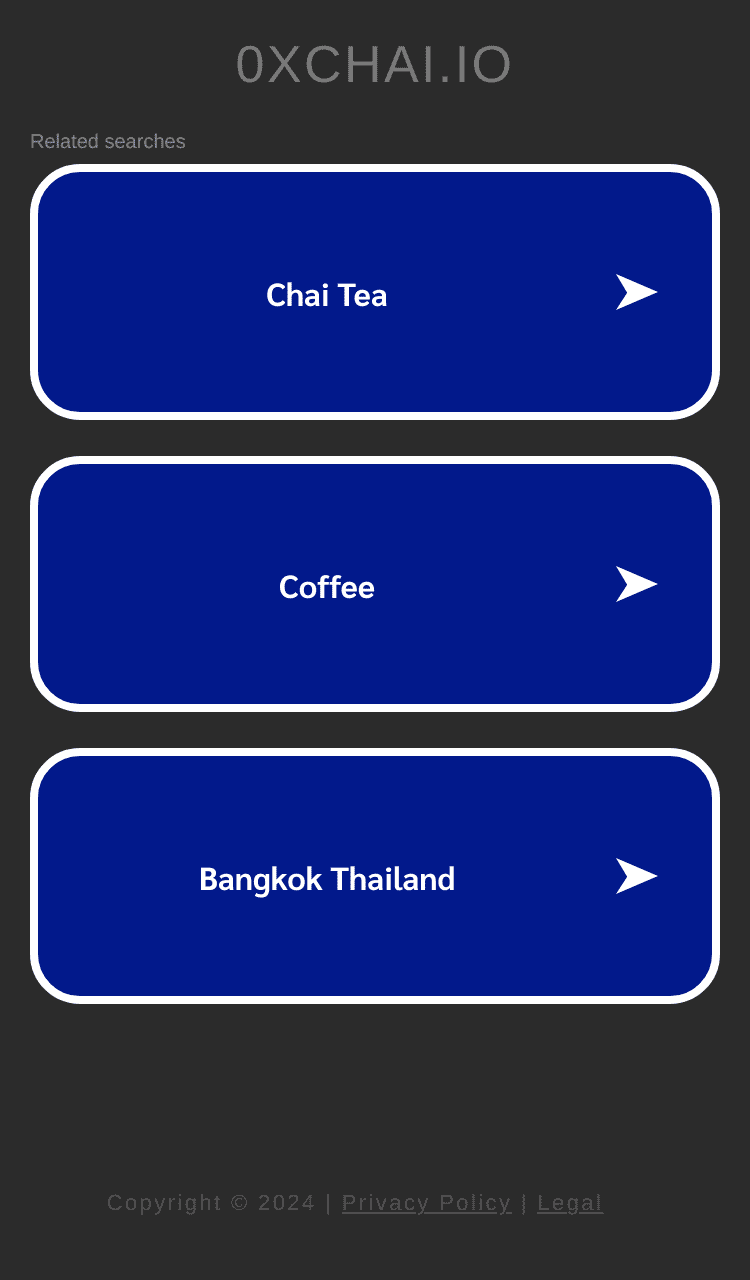 0XCHAI.IO
Related searches
Chai Tea
Coffee
Bangkok Thailand
Copyright © 2024 | Privacy Policy | Legal